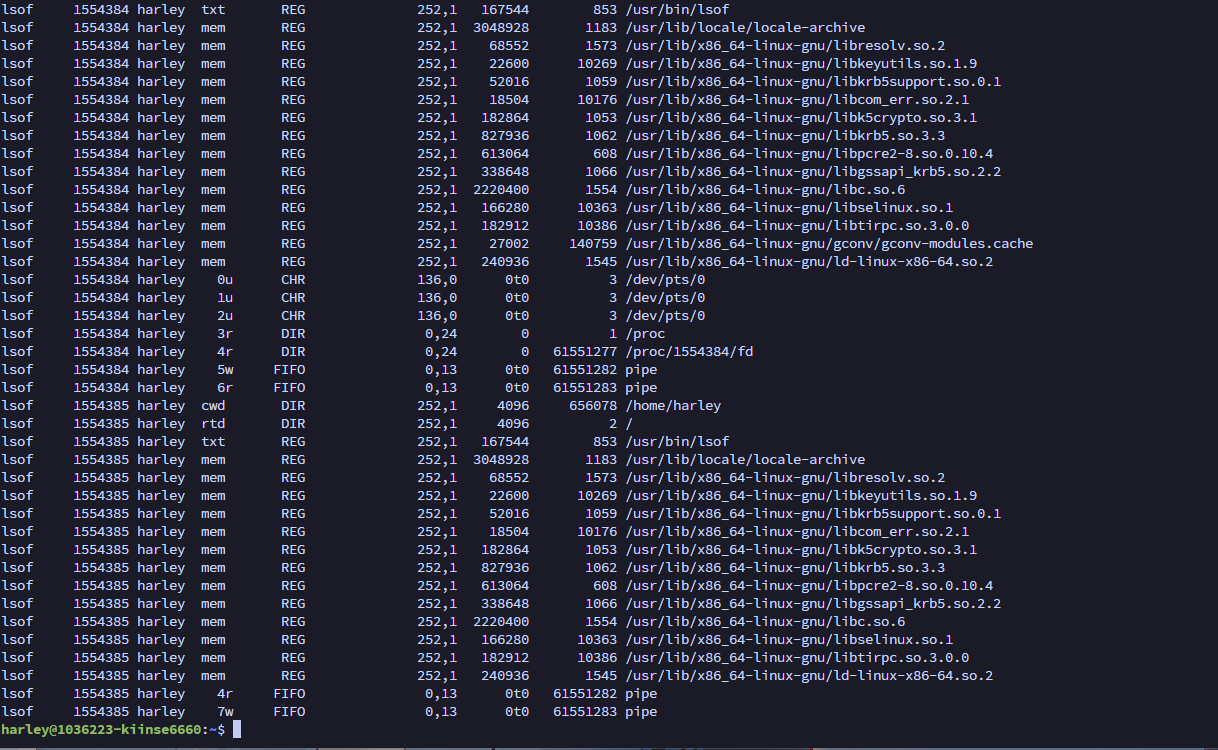 lsof     1554384 harley  txt       REG              252,1   167544        853 /usr/bin/lsof
lsof     1554384 harley  mem       REG              252,1  3048928       1183 /usr/lib/locale/locale-archive
lsof     1554384 harley  mem       REG              252,1    68552       1573 /usr/lib/x86_64-linux-gnu/libresolv.so.2
lsof     1554384 harley  mem       REG              252,1    22600      10269 /usr/lib/x86_64-linux-gnu/libkeyutils.so.1.9
lsof     1554384 harley  mem       REG              252,1    52016       1059 /usr/lib/x86_64-linux-gnu/libkrb5support.so.0.1
lsof     1554384 harley  mem       REG              252,1    18504      10176 /usr/lib/x86_64-linux-gnu/libcom_err.so.2.1
lsof     1554384 harley  mem       REG              252,1   182864       1053 /usr/lib/x86_64-linux-gnu/libk5crypto.so.3.1
lsof     1554384 harley  mem       REG              252,1   827936       1062 /usr/lib/x86_64-linux-gnu/libkrb5.so.3.3
lsof     1554384 harley  mem       REG              252,1   613064        608 /usr/lib/x86_64-linux-gnu/libpcre2-8.so.0.10.4
lsof     1554384 harley  mem       REG              252,1   338648       1066 /usr/lib/x86_64-linux-gnu/libgssapi_krb5.so.2.2
lsof     1554384 harley  mem       REG              252,1  2220400       1554 /usr/lib/x86_64-linux-gnu/libc.so.6
lsof     1554384 harley  mem       REG              252,1   166280      10363 /usr/lib/x86_64-linux-gnu/libselinux.so.1
lsof     1554384 harley  mem       REG              252,1   182912      10386 /usr/lib/x86_64-linux-gnu/libtirpc.so.3.0.0
lsof     1554384 harley  mem       REG              252,1    27002     140759 /usr/lib/x86_64-linux-gnu/gconv/gconv-modules.cache
lsof     1554384 harley  mem       REG              252,1   240936       1545 /usr/lib/x86_64-linux-gnu/ld-linux-x86-64.so.2
lsof     1554384 harley    0u      CHR              136,0      0t0          3 /dev/pts/0
lsof     1554384 harley    1u      CHR              136,0      0t0          3 /dev/pts/0
lsof     1554384 harley    2u      CHR              136,0      0t0          3 /dev/pts/0
lsof     1554384 harley    3r      DIR               0,24        0          1 /proc
lsof     1554384 harley    4r      DIR               0,24        0   61551277 /proc/1554384/fd
lsof     1554384 harley    5w     FIFO               0,13      0t0   61551282 pipe
lsof     1554384 harley    6r     FIFO               0,13      0t0   61551283 pipe
lsof     1554385 harley  cwd       DIR              252,1     4096     656078 /home/harley
lsof     1554385 harley  rtd       DIR              252,1     4096          2 /
lsof     1554385 harley  txt       REG              252,1   167544        853 /usr/bin/lsof
lsof     1554385 harley  mem       REG              252,1  3048928       1183 /usr/lib/locale/locale-archive
lsof     1554385 harley  mem       REG              252,1    68552       1573 /usr/lib/x86_64-linux-gnu/libresolv.so.2
lsof     1554385 harley  mem       REG              252,1    22600      10269 /usr/lib/x86_64-linux-gnu/libkeyutils.so.1.9
lsof     1554385 harley  mem       REG              252,1    52016       1059 /usr/lib/x86_64-linux-gnu/libkrb5support.so.0.1
lsof     1554385 harley  mem       REG              252,1    18504      10176 /usr/lib/x86_64-linux-gnu/libcom_err.so.2.1
lsof     1554385 harley  mem       REG              252,1   182864       1053 /usr/lib/x86_64-linux-gnu/libk5crypto.so.3.1
lsof     1554385 harley  mem       REG              252,1   827936       1062 /usr/lib/x86_64-linux-gnu/libkrb5.so.3.3
lsof     1554385 harley  mem       REG              252,1   613064        608 /usr/lib/x86_64-linux-gnu/libpcre2-8.so.0.10.4
lsof     1554385 harley  mem       REG              252,1   338648       1066 /usr/lib/x86_64-linux-gnu/libgssapi_krb5.so.2.2
lsof     1554385 harley  mem       REG              252,1  2220400       1554 /usr/lib/x86_64-linux-gnu/libc.so.6
lsof     1554385 harley  mem       REG              252,1   166280      10363 /usr/lib/x86_64-linux-gnu/libselinux.so.1
lsof     1554385 harley  mem       REG              252,1   182912      10386 /usr/lib/x86_64-linux-gnu/libtirpc.so.3.0.0
lsof     1554385 harley  mem       REG              252,1   240936       1545 /usr/lib/x86_64-linux-gnu/ld-linux-x86-64.so.2
lsof     1554385 harley    4r     FIFO               0,13      0t0   61551282 pipe
lsof     1554385 harley    7w     FIFO               0,13      0t0   61551283 pipe
harley@1036223-kiinse6660:~$